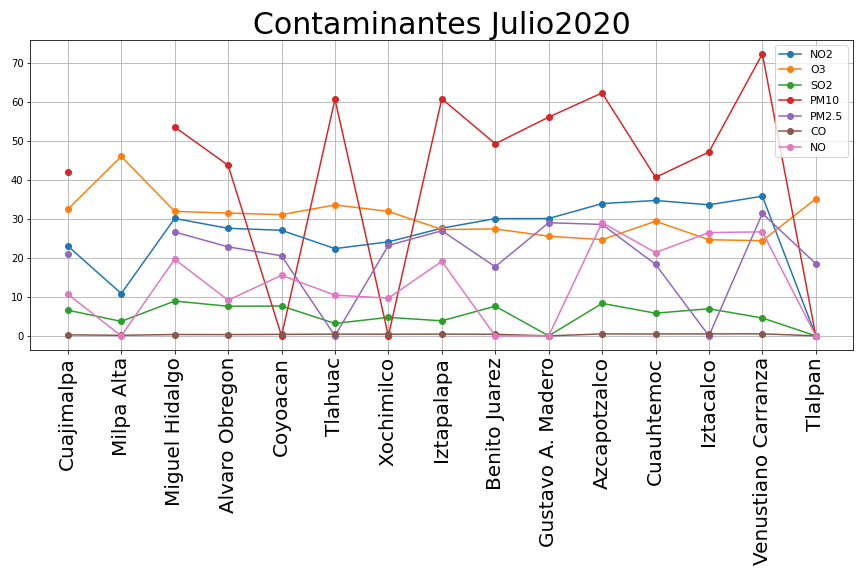 Contaminantes Julio2020
70
60
50
40
30
20
10
0
NO2
O3
SO2
PM10
PM2.5
CO
NO
Cuajimalpa
Milpa Alta
Miguel Hidalgo
Alvaro Obregon
Coyoacan
Tlahuac
Xochimilco
Iztapalapa
Benito Juarez
Gustavo A. Madero
Azcapotzalco
Cuauhtemoc
Iztacalco
Venustiano Carranza
Tlalpan